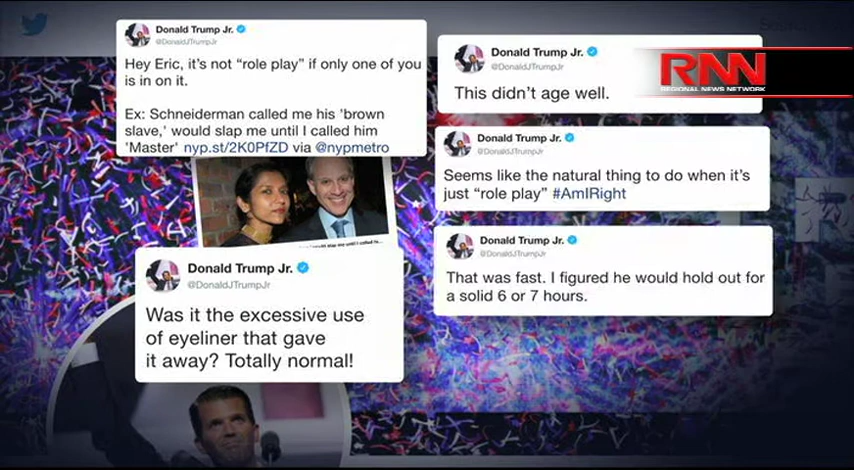 Donald Trump Jr.
@DonaldJTrumpJr
Hey Eric, it's not “role play” if only one of you
is in on it.
Ex: Schneiderman called me his 'brown
slave,' would slap me until I called him
'Master' nyp.st/2K0PfZD via @nypmetro
Donald Trump Jr.
@DonaldJTrumpJr
Was it the excessive use
of eyeliner that gave
it away? Totally normal!
Donald Trump Jr.
@DonaldJTrumpJr
This didn't age well.
RNN
REGIONAL NEWS NETWORK
Donald Trump Jr.
@DonaldJTrumpJr
Seems like the natural thing to do when it's
just “role play” #AmIRight
Donald Trump Jr.
@DonaldJTrumpJr
That was fast. I figured he would hold out for
a solid 6 or 7 hours.